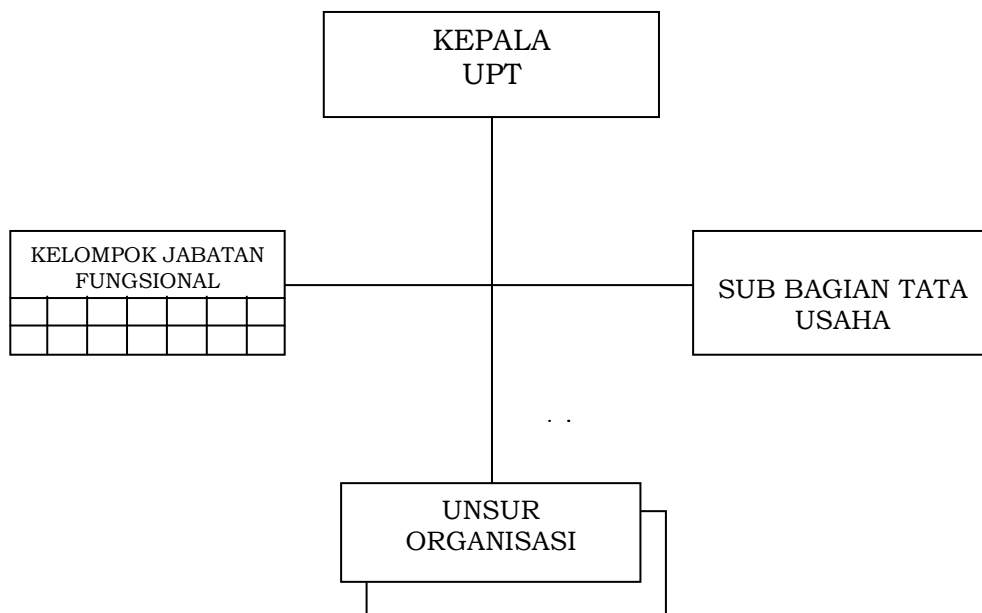 KEPALA
UPT
KELOMPOK JABATAN
FUNGSIONAL
SUB BAGIAN TATA
USAHA
. .
UNSUR
ORGANISASI